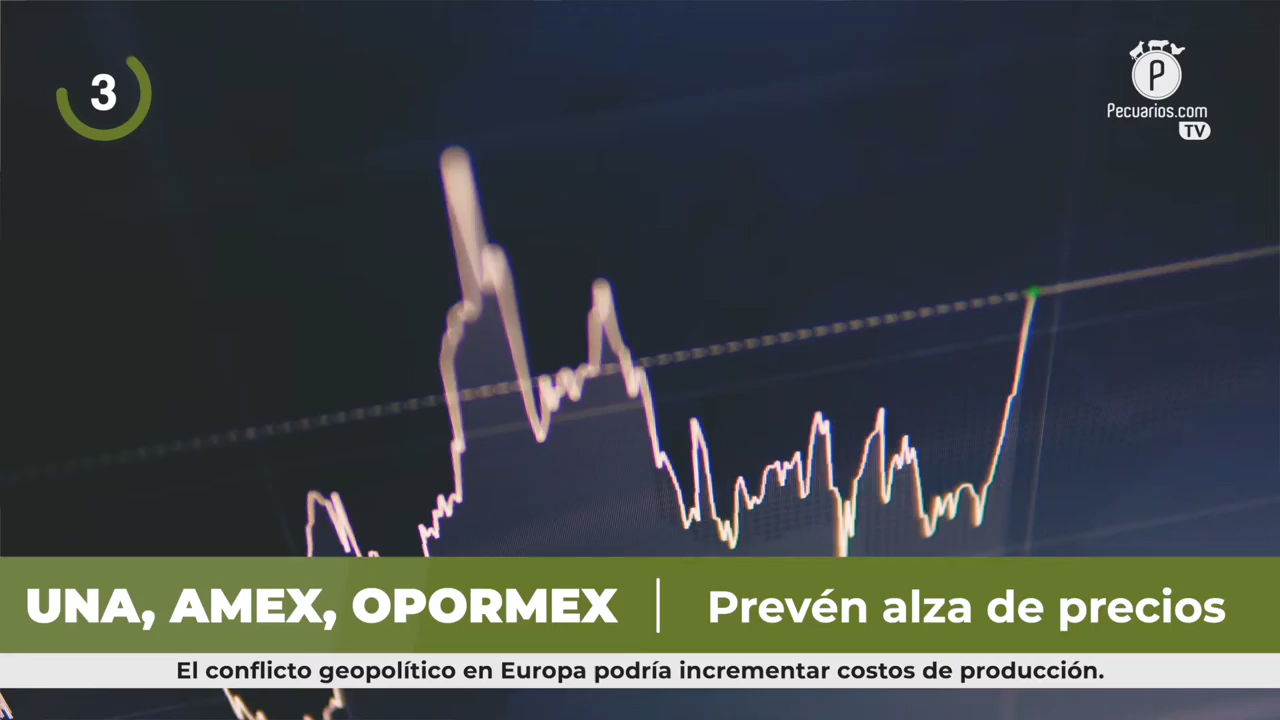 3
P
Pecuarios.com
TV
UNA, AMEX, OPORMEX | Prevén alza de precios
El conflicto geopolítico en Europa podría incrementar costos de producción.